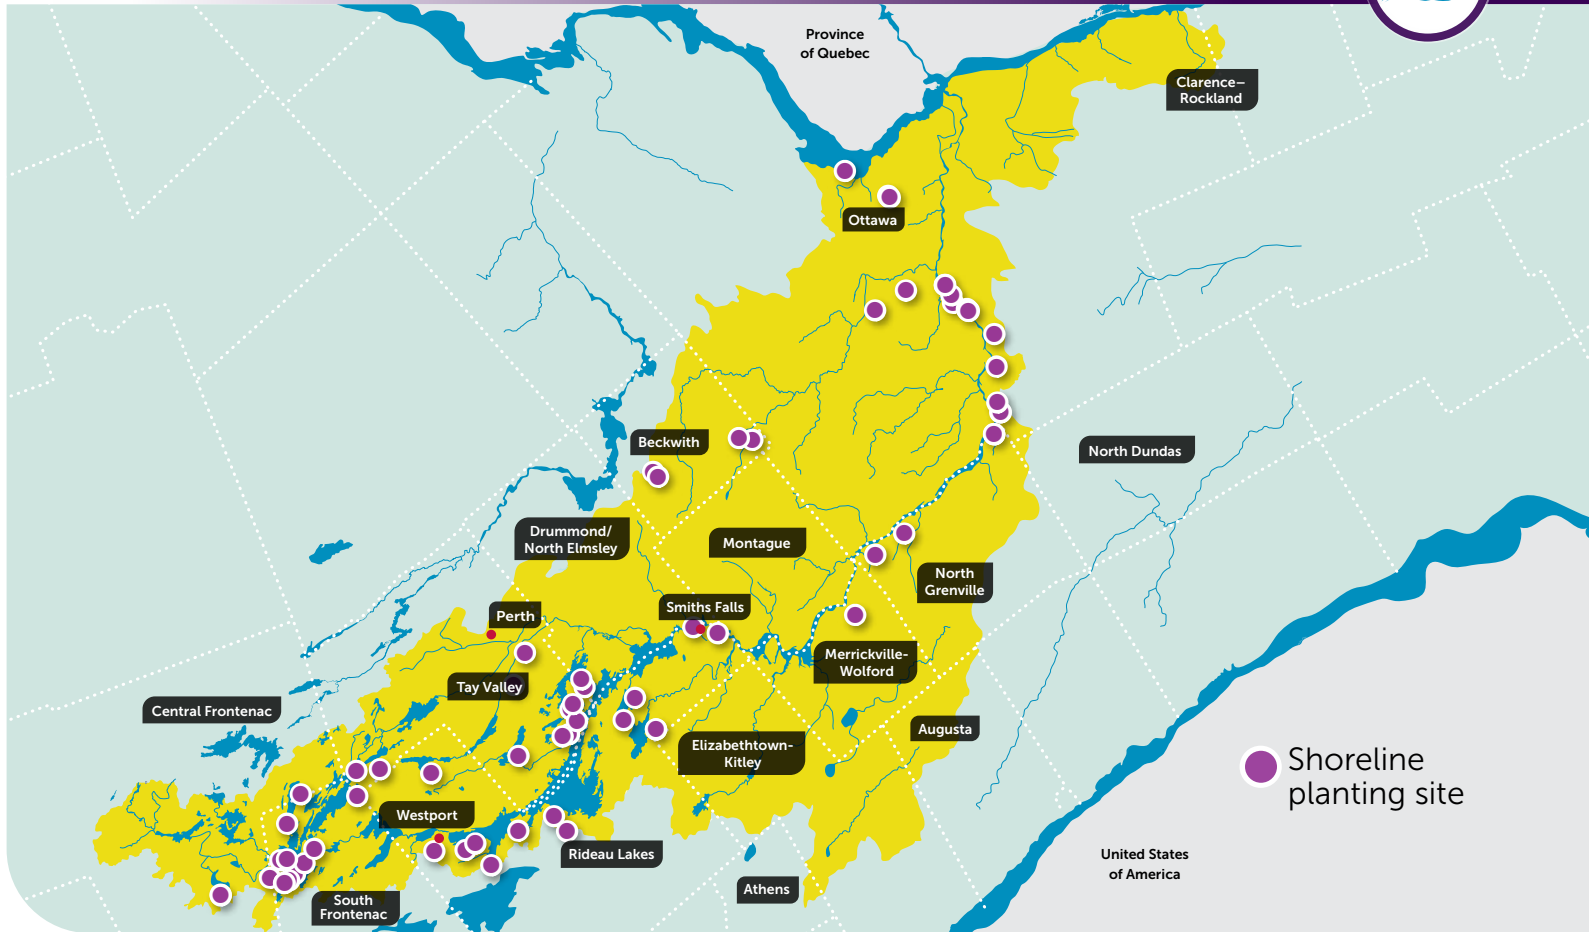 Province
of Quebec
Clarence–
Rockland
Ottawa
Beckwith
North Dundas
Drummond/
North Elmsley
Montague
North
Grenville
Smiths Falls
Perth
Merrickville-
Wolford
Tay Valley
Central Frontenac
Augusta
Elizabethtown-
Kitley
Shoreline
planting site
Westport
Rideau Lakes
United States
of America
Athens
South
Frontenac